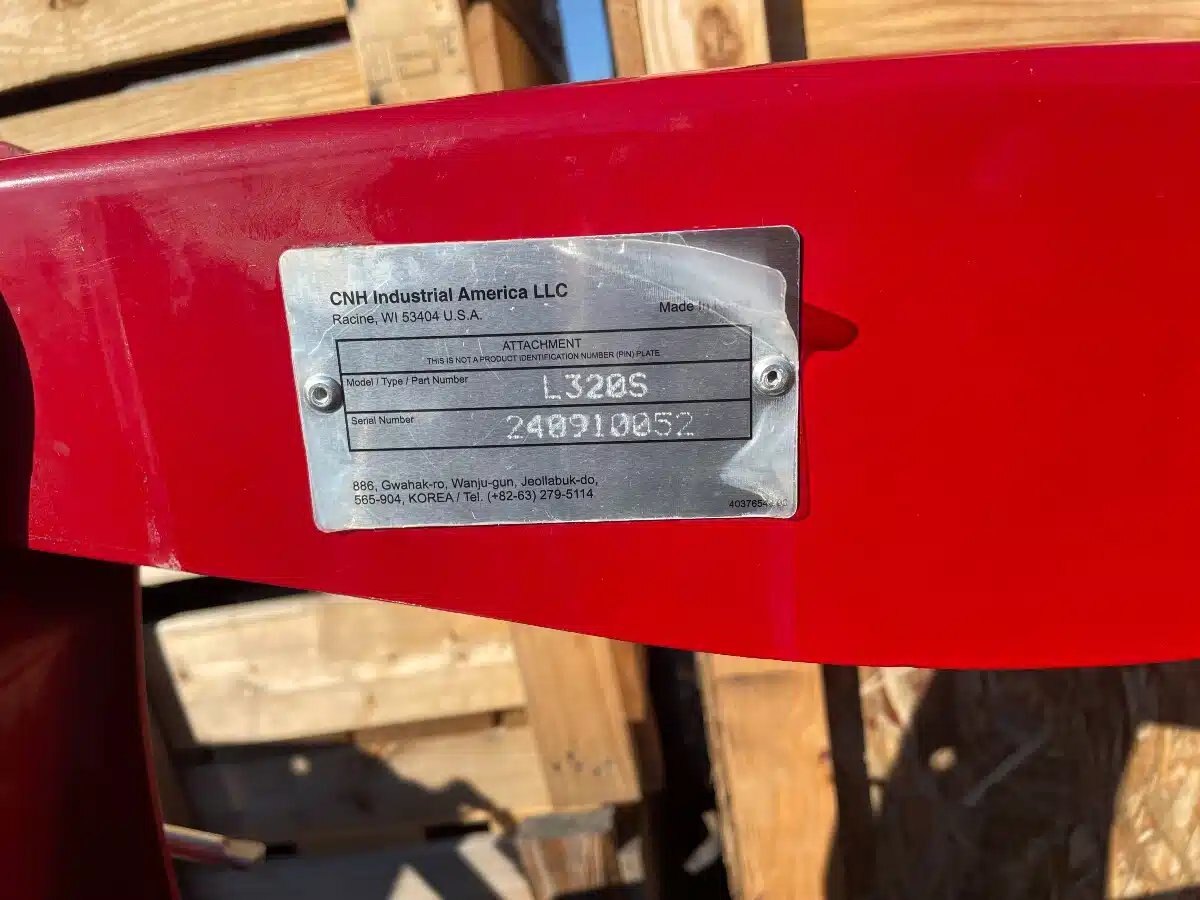 CNH Industrial America LLC
Racine, WI 53404 U.S.A.
Made in
ATTACHMENT
THIS IS NOT A PRODUCT IDENTIFICATION NUMBER (PIN) PLATE
Model / Type / Part Number L320S
Serial Number 240910052
886, Gwahak-ro, Wanju-gun, Jeollabuk-do,
565-904, KOREA / Tel. (+82-63) 279-5114